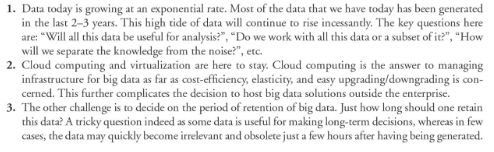 1. Data today is growing at an exponential rate. Most of the data that we have today has been generated
in the last 2–3 years. This high tide of data will continue to rise incessantly. The key questions here
are: “Will all this data be useful for analysis?”, “Do we work with all this data or a subset of it?”, “How
will we separate the knowledge from the noise?”, etc.
2. Cloud computing and virtualization are here to stay. Cloud computing is the answer to managing
infrastructure for big data as far as cost-efficiency, elasticity, and easy upgrading/downgrading is con-
cerned. This further complicates the decision to host big data solutions outside the enterprise.
3. The other challenge is to decide on the period of retention of big data. Just how long should one retain
this data? A tricky question indeed as some data is useful for making long-term decisions, whereas in few
cases, the data may quickly become irrelevant and obsolete just a few hours after having being generated.